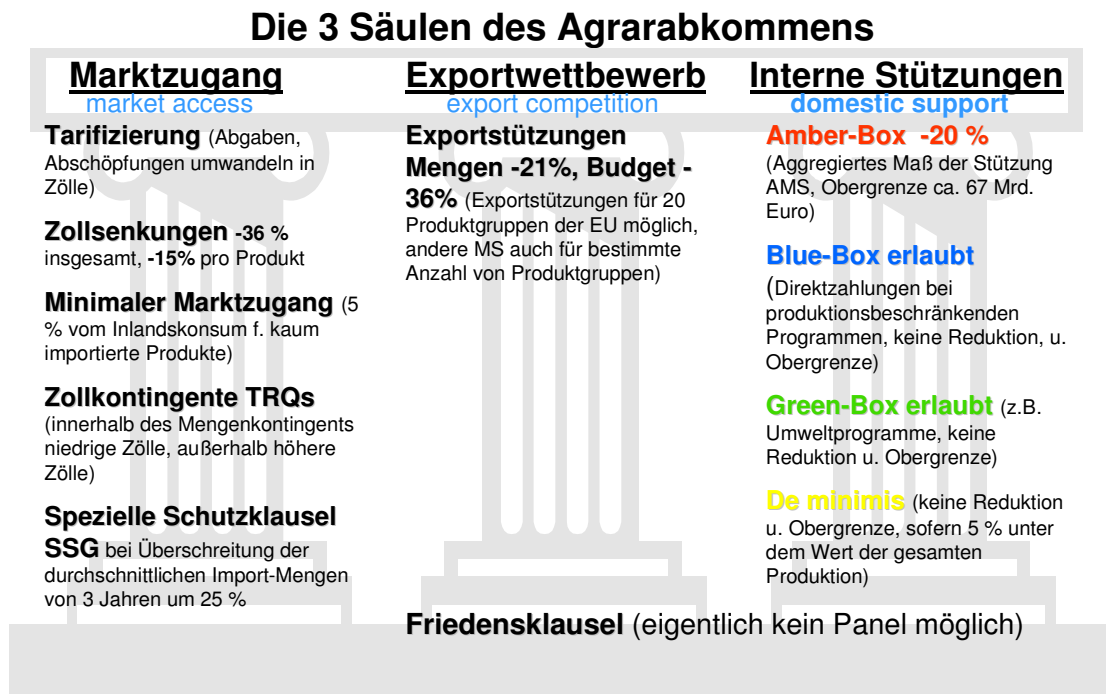 Die 3 Säulen des Agrarabkommens
Marktzugang
market access
Tarifizierung (Abgaben,
Abschöpfungen umwandeln in
Zölle)
Zollsenkungen -36 %
insgesamt, -15% pro Produkt
Minimaler Marktzugang (5
% vom Inlandskonsum f. kaum
importierte Produkte)
Zollkontingente TRQs
(innerhalb des Mengenkontingents
niedrige Zölle, außerhalb höhere
Zölle)
Spezielle Schutzklausel
SSG bei Überschreitung der
durchschnittlichen Import-Mengen
von 3 Jahren um 25 %
Exportwettbewerb
export competition
Exportstützungen
Mengen -21%, Budget -
36% (Exportstützungen für 20
Produktgruppen der EU möglich,
andere MS auch für bestimmte
Anzahl von Produktgruppen)
Interne Stützungen
domestic support
Amber-Box -20 %
(Aggregiertes Maß der Stützung
AMS, Obergrenze ca. 67 Mrd.
Euro)
Blue-Box erlaubt
(Direktzahlungen bei
produktionsbeschränkenden
Programmen, keine Reduktion, u.
Obergrenze)
Green-Box erlaubt (z.B.
Umweltprogramme, keine
Reduktion u. Obergrenze)
De minimis (keine Reduktion
u. Obergrenze, sofern 5 % unter
dem Wert der gesamten
Produktion)
Friedensklausel (eigentlich kein Panel möglich)